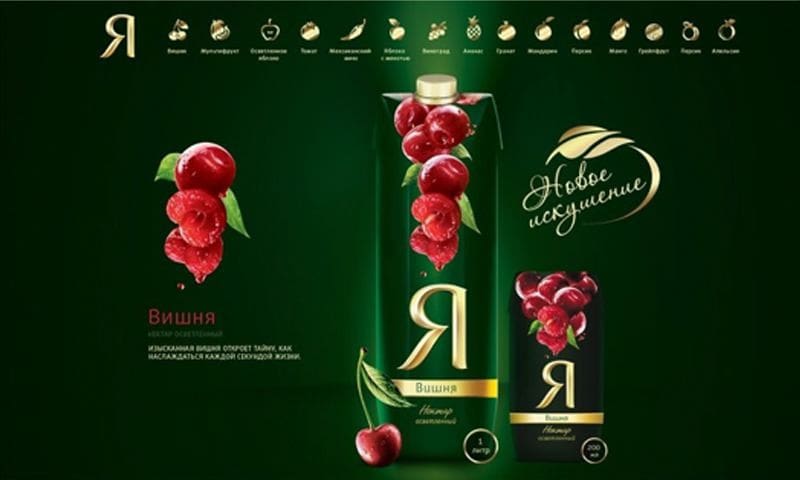 Я
Вишня
Мультифрукт
Осветленное
яблоко
Томат
Мексиканский
микс
Яблоко
с мякотью
Виноград
Ананас
Гранат
Мандарин
Персик
Манго
Грейпфрут
Персик
Апельсин
Новое
искушение
Вишня
НЕКТАР ОСВЕТЛЕННЫЙ
ИЗЫСКАННАЯ ВИШНЯ ОТКРОЕТ ТАЙНУ, КАК
НАСЛАЖДАТЬСЯ КАЖДОЙ СЕКУНДОЙ ЖИЗНИ.
Я
Вишня
Нектар
осветленный
1
литр
Я
Вишня
Нектар
осветленный
200
мл